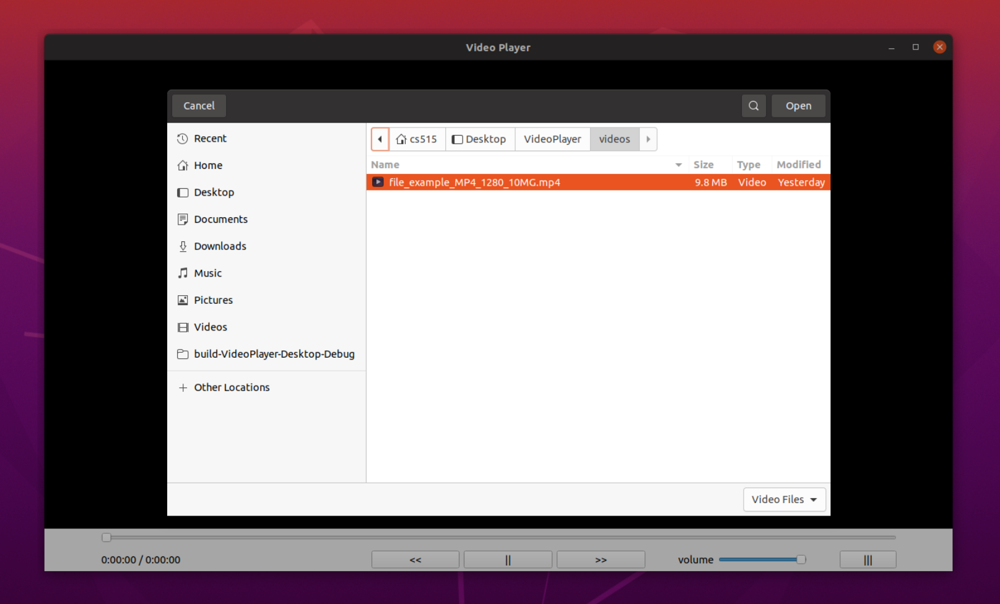 Video Player
Cancel
Open
Recent
Home
Desktop
Documents
Downloads
Music
Pictures
Videos
build-VideoPlayer-Desktop-Debug
Other Locations
cs515 Desktop VideoPlayer videos
Name Size Type Modified
file_example_MP4_1280_10MG.mp4 9.8 MB Video Yesterday
Video Files
0:00:00 / 0:00:00 << || >> volume |||